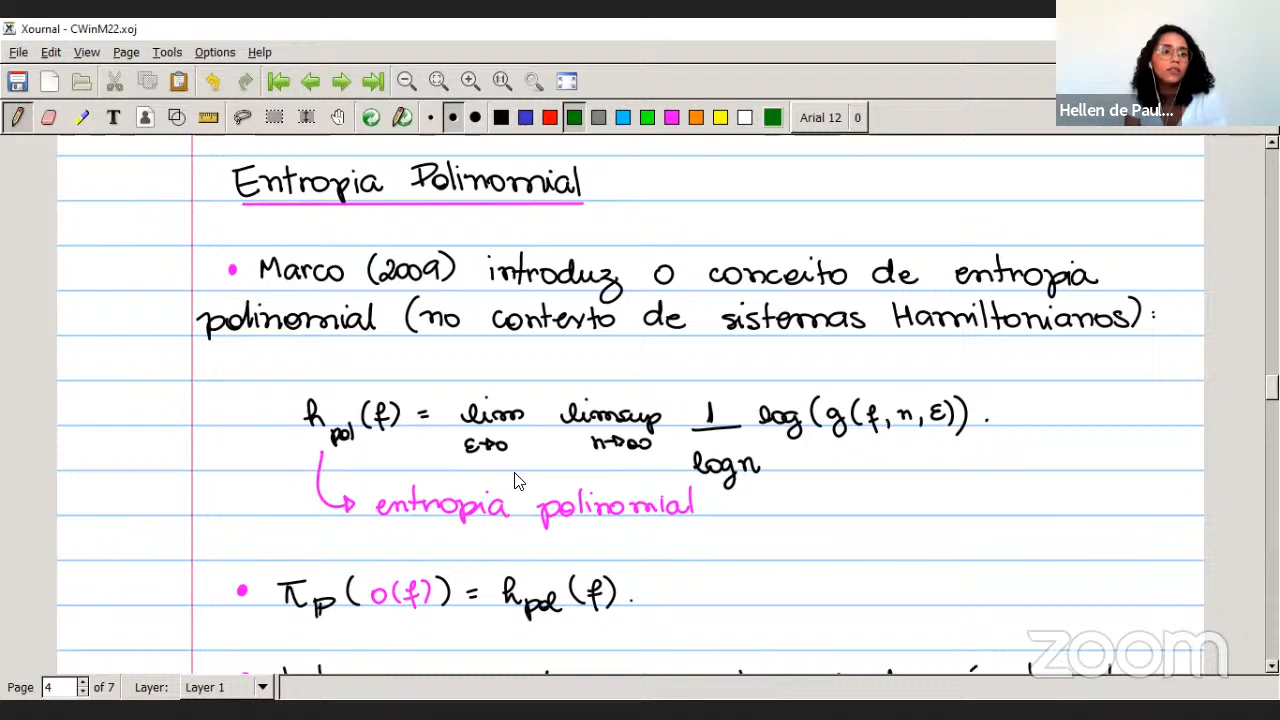 Xournal - CWinM22.xoj
File Edit View Page Tools Options Help
Arial 12 0
Hellen de Paul...
Entropia Polinomial
• Marco (2009) introduz o conceito de entropia
polinomial (no contexto de sistemas Hamiltonianos):
h_pol(f) = lim_{ε→0} limsup_{n→∞} 1/log n log(g(f, n, ε)).
entropia polinomial
• π_ℙ(o(f)) = h_pol(f).
zoom
Page 4 of 7 Layer: Layer 1